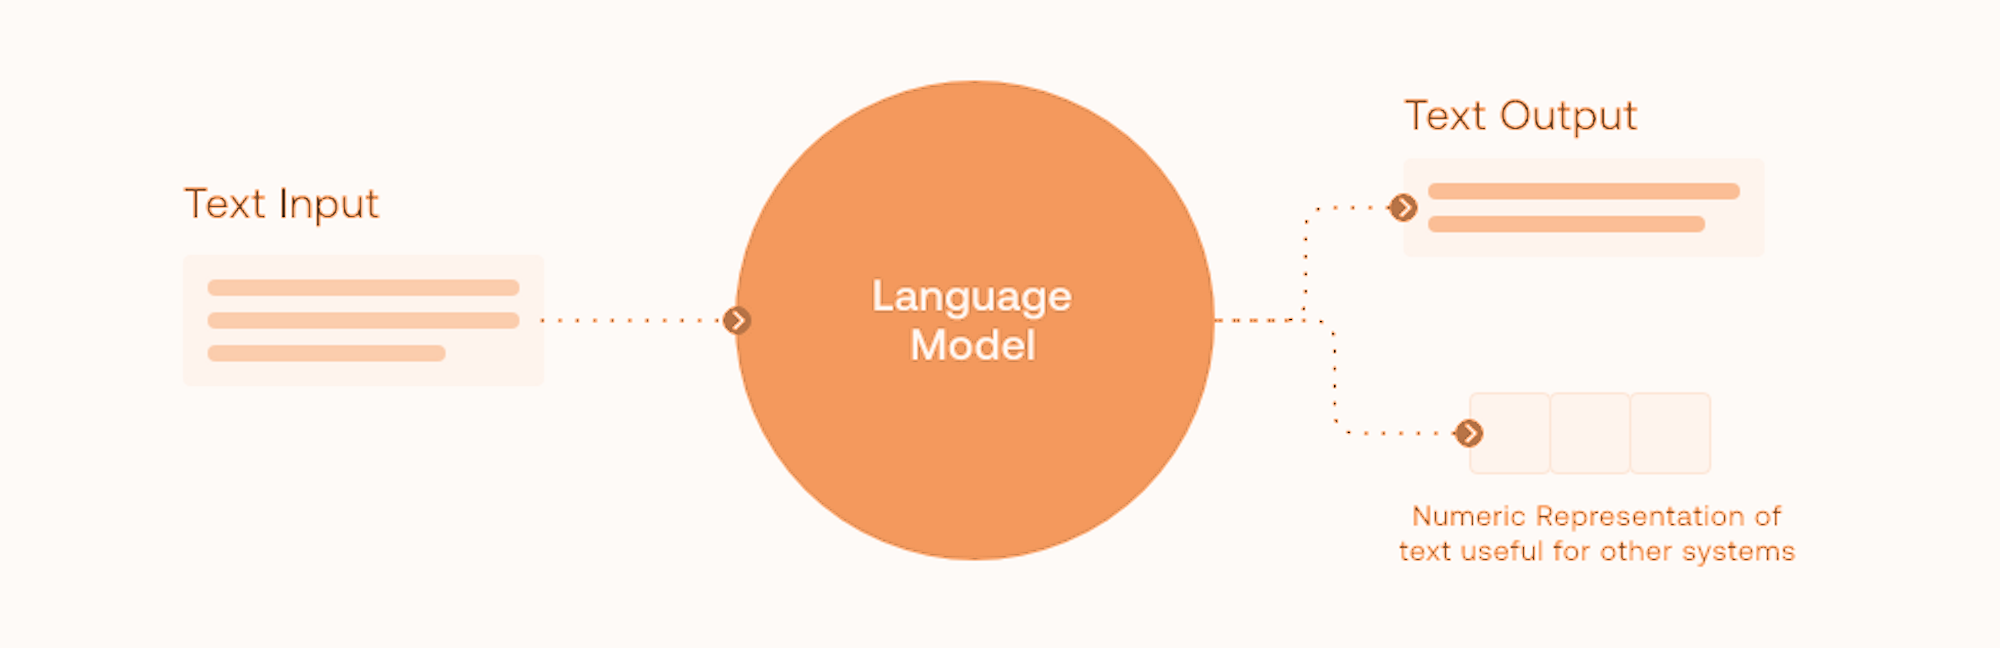 Text Input
Language
Model
Text Output
Numeric Representation of
text useful for other systems